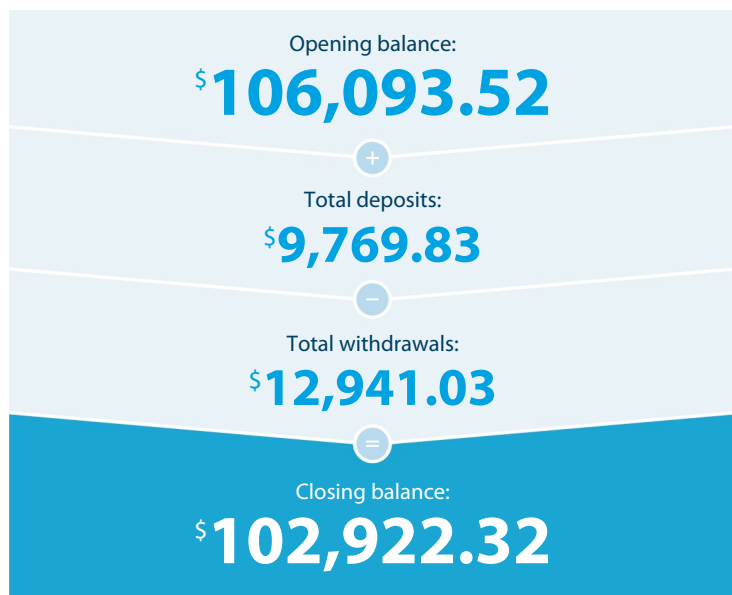 Opening balance:
$106,093.52
+
Total deposits:
$9,769.83
−
Total withdrawals:
$12,941.03
=
Closing balance:
$102,922.32